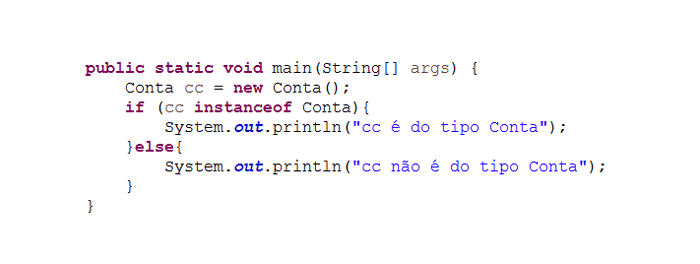 public static void main(String[] args) {
    Conta cc = new Conta();
    if (cc instanceof Conta){
        System.out.println("cc é do tipo Conta");
    }else{
        System.out.println("cc não é do tipo Conta");
    }
}